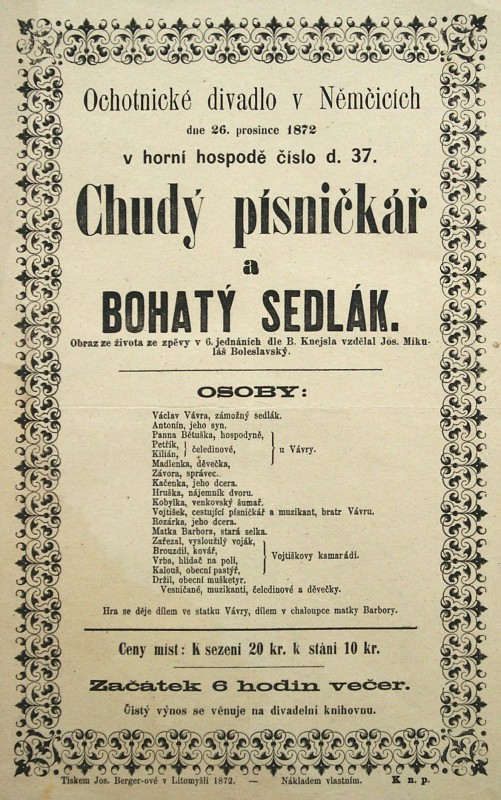 Ochotnické divadlo v Němčicích
dne 26. prosince 1872
v horní hospodě číslo d. 37.
Chudý písničkář
a
BOHATÝ SEDLÁK.
Obraz ze života ze zpěvy v 6. jednáních dle B. Knejsla vzdělal Jos. Miku-
láš Boleslavský.
OSOBY:
Václav Vávra, zámožný sedlák.
Antonín, jeho syn.
Panna Bětuška, hospodyně,
Petřík,
Kilián,
čeledínové,
Madlenka, děvečka,
u Vávry.
Závora, správec.
Kačenka, jeho dcera.
Hruška, nájemník dvoru.
Kobylka, venkovský šumař.
Vojtíšek, cestující písničkář a muzikant, bratr Vávru.
Rozárka, jeho dcera.
Matka Barbora, stará selka.
Zařezal, vysloužilý voják,
Brouzdil, kovář,
Vrba, hlídač na poli,
Kalouš, obecní pastýř,
Vojtíškovy kamarádi.
Držil, obecní mušketyr.
Vesničané, muzikanti, čeledínové a děvečky.
Hra se děje dílem ve statku Vávry, dílem v chaloupce matky Barbory.
Ceny míst: K sezení 20 kr. k stání 10 kr.
Začátek 6 hodin večer.
Čistý výnos se věnuje na divadelní knihovnu.
Tiskem Jos. Berger-ové v Litomyšli 1872. — Nákladem vlastním. K n. p.